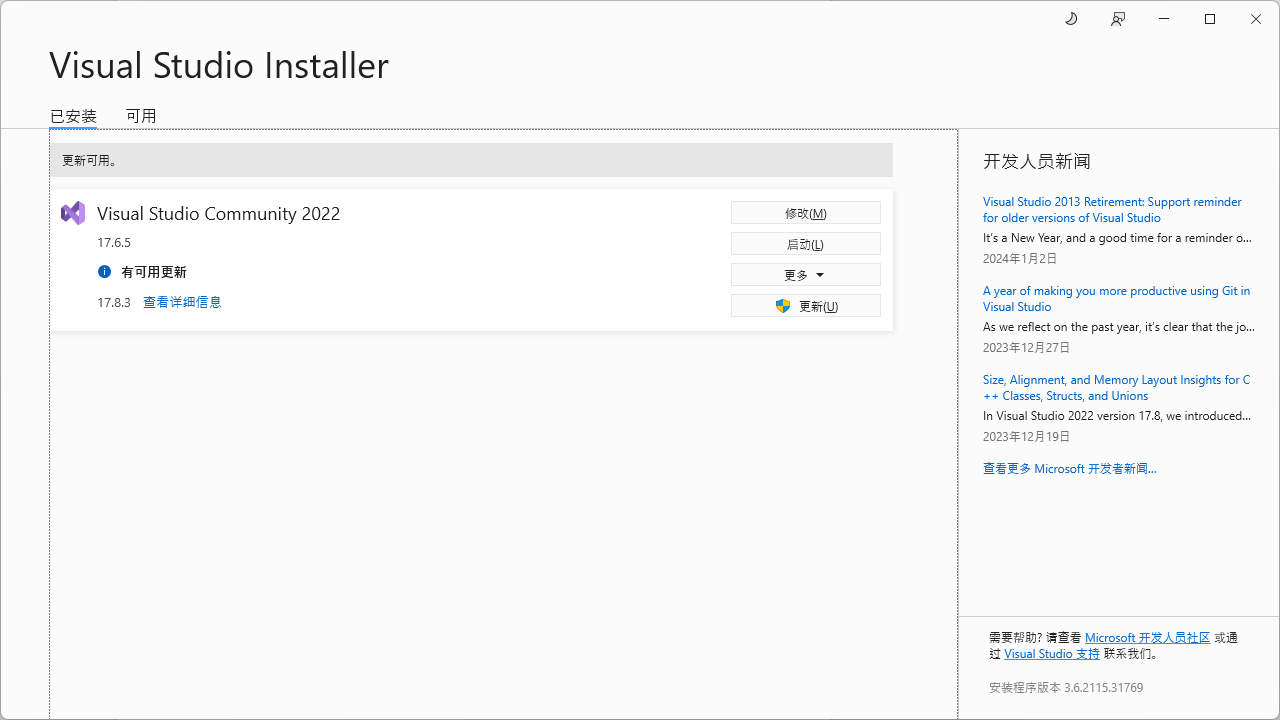 Visual Studio Installer
已安装 可用
更新可用。
Visual Studio Community 2022
17.6.5
有可用更新
17.8.3 查看详细信息
修改(M)
启动(L)
更多
更新(U)
开发人员新闻
Visual Studio 2013 Retirement: Support reminder
for older versions of Visual Studio
It's a New Year, and a good time for a reminder o...
2024年1月2日
A year of making you more productive using Git in
Visual Studio
As we reflect on the past year, it's clear that the jo...
2023年12月27日
Size, Alignment, and Memory Layout Insights for C
++ Classes, Structs, and Unions
In Visual Studio 2022 version 17.8, we introduced...
2023年12月19日
查看更多 Microsoft 开发者新闻...
需要帮助? 请查看 Microsoft 开发人员社区 或通
过 Visual Studio 支持 联系我们。
安装程序版本 3.6.2115.31769